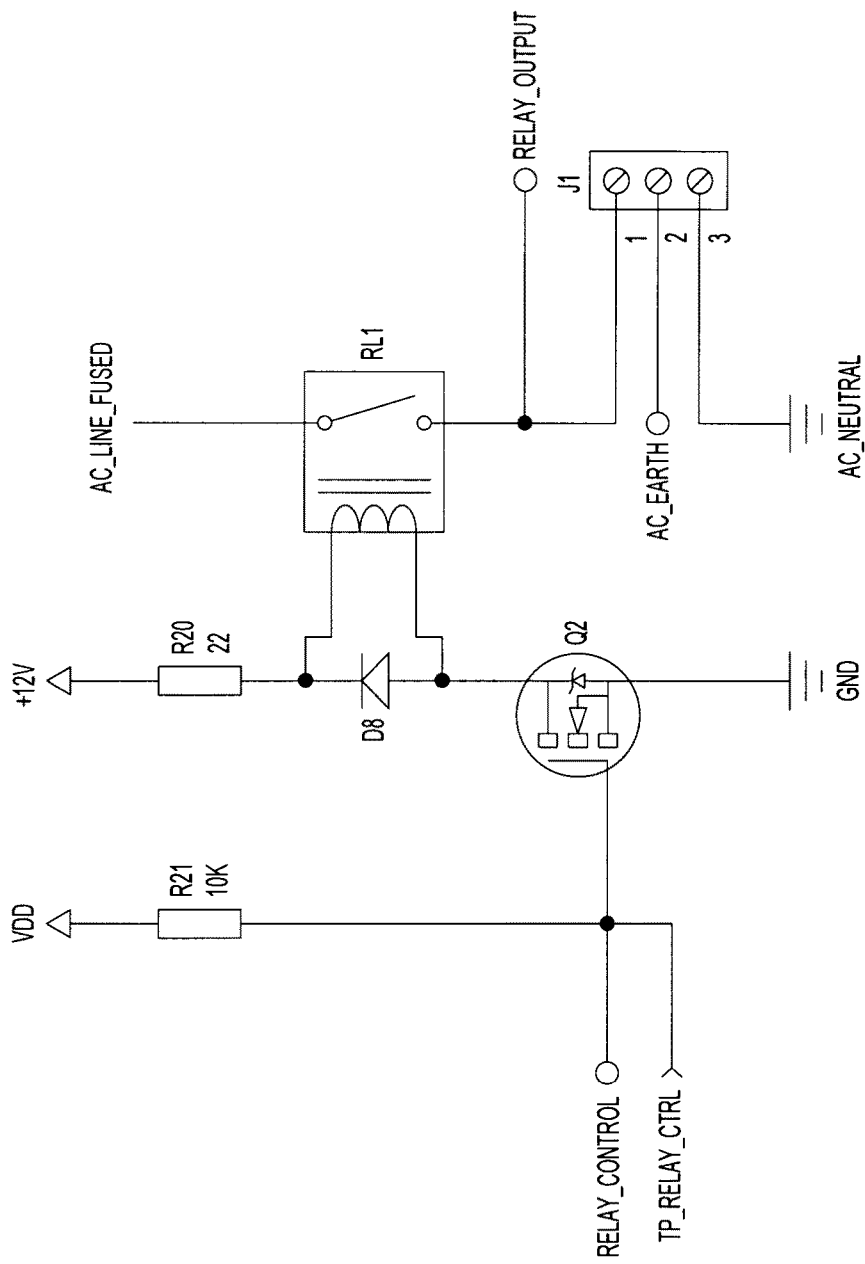 VDD
R21
10K
RELAY_CONTROL
TP_RELAY_CTRL
+12V
R20
22
D8
Q2
GND
AC_LINE_FUSED
RL1
RELAY_OUTPUT
J1
1
2
3
AC_EARTH
AC_NEUTRAL